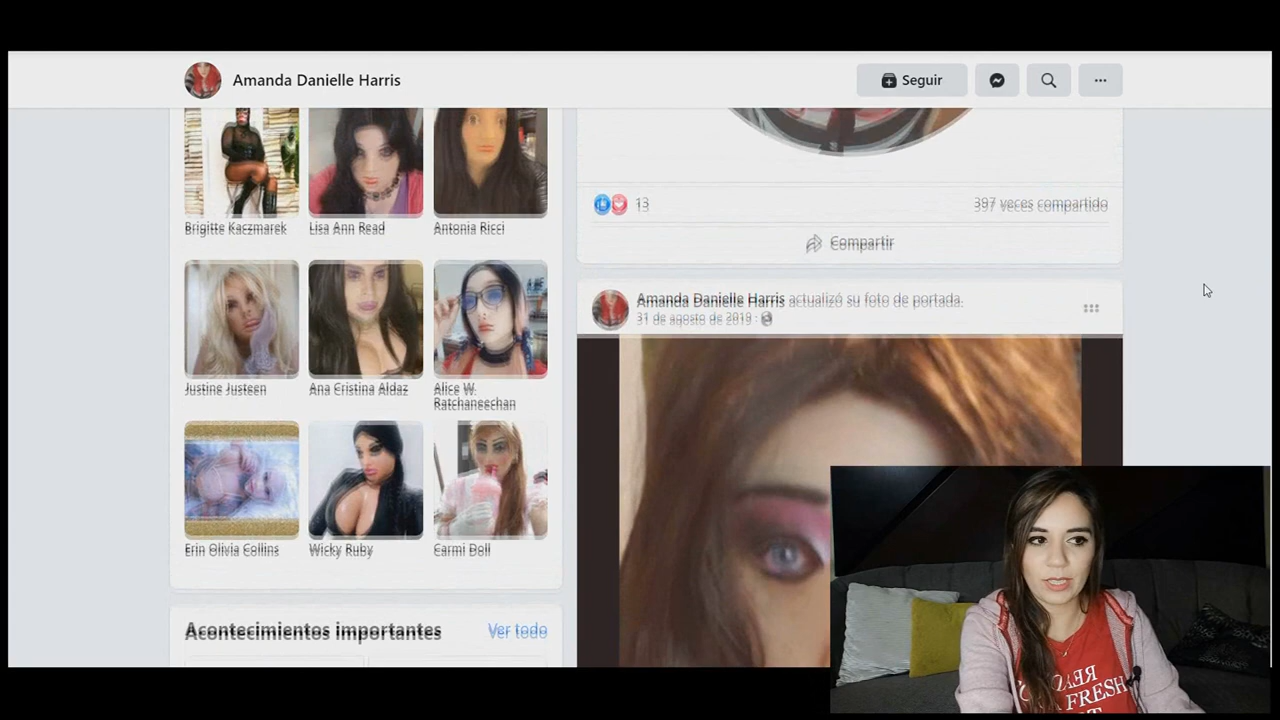 Amanda Danielle Harris
Seguir
Brigitte Kaczmarek
Lisa Ann Read
Antonia Ricci
Justine Justeen
Ana Cristina Aldaz
Alice W.
Ratchaneechan
Erin Olivia Collins
Wicky Ruby
Carmi Doll
Acontecimientos importantes
Ver todo
13
397 veces compartido
Compartir
Amanda Danielle Harris actualizó su foto de portada.
31 de agosto de 2019 ·
FRESH